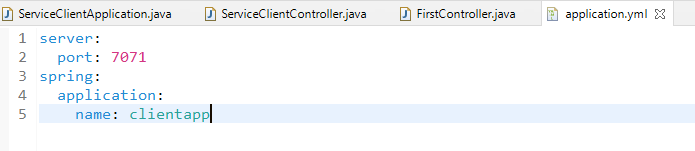 ServiceClientApplication.java ServiceClientController.java FirstController.java application.yml
1 server:
2   port: 7071
3 spring:
4   application:
5     name: clientapp